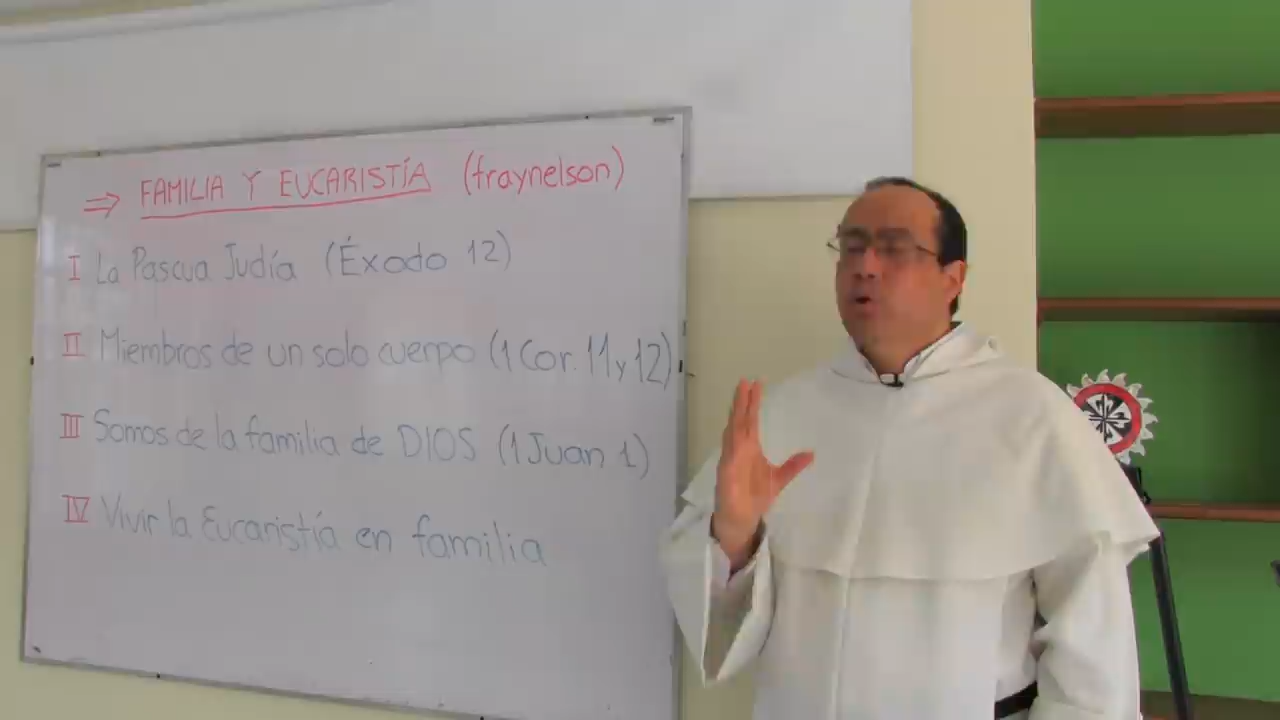 ⇒ FAMILIA Y EUCARISTÍA (fraynelson)
I La Pascua Judía (Éxodo 12)
II Miembros de un solo cuerpo (1 Cor. 11 y 12)
III Somos de la familia de DIOS (1 Juan 1)
IV Vivir la Eucaristía en familia